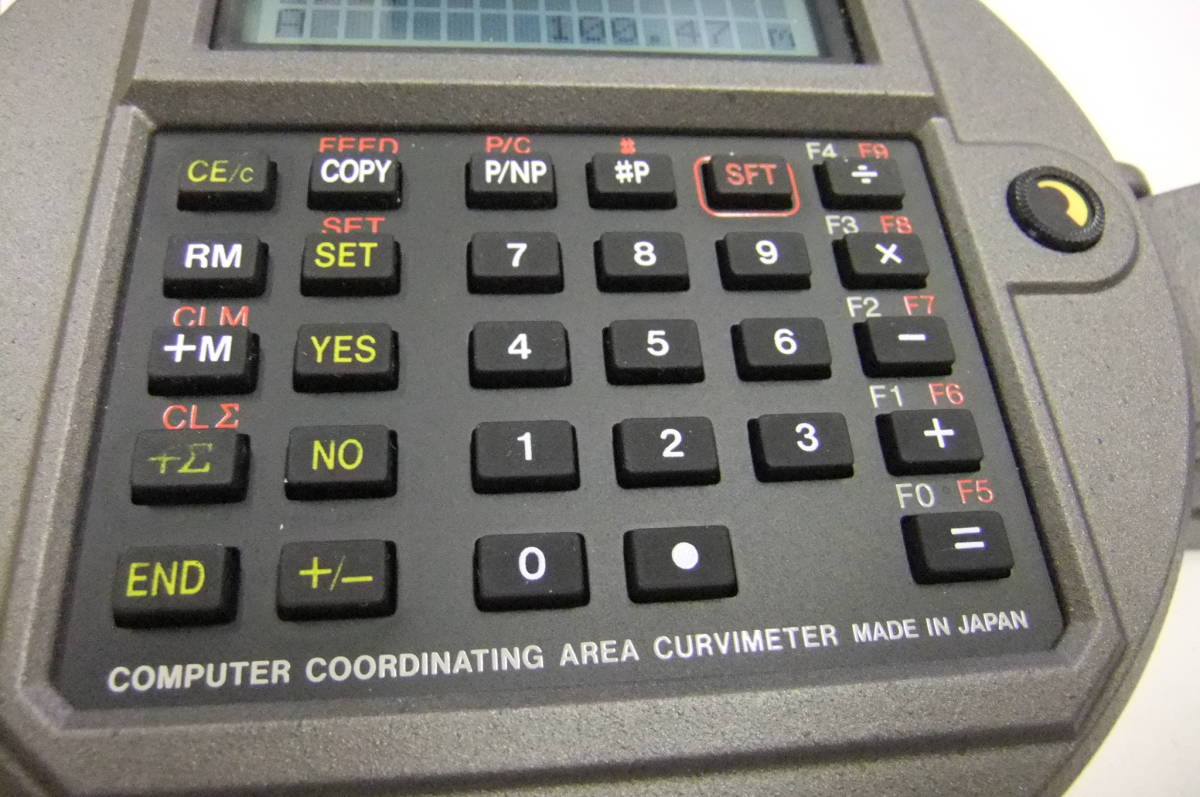 100.47 m
FEED P/C # F4 F9
CE/C COPY P/NP #P SFT ÷
SET F3 F8
RM SET 7 8 9 ×
CLM F2 F7
+M YES 4 5 6 −
CLΣ F1 F6
+Σ NO 1 2 3 +
F0 F5
END +/− 0 • =
COMPUTER COORDINATING AREA CURVIMETER MADE IN JAPAN